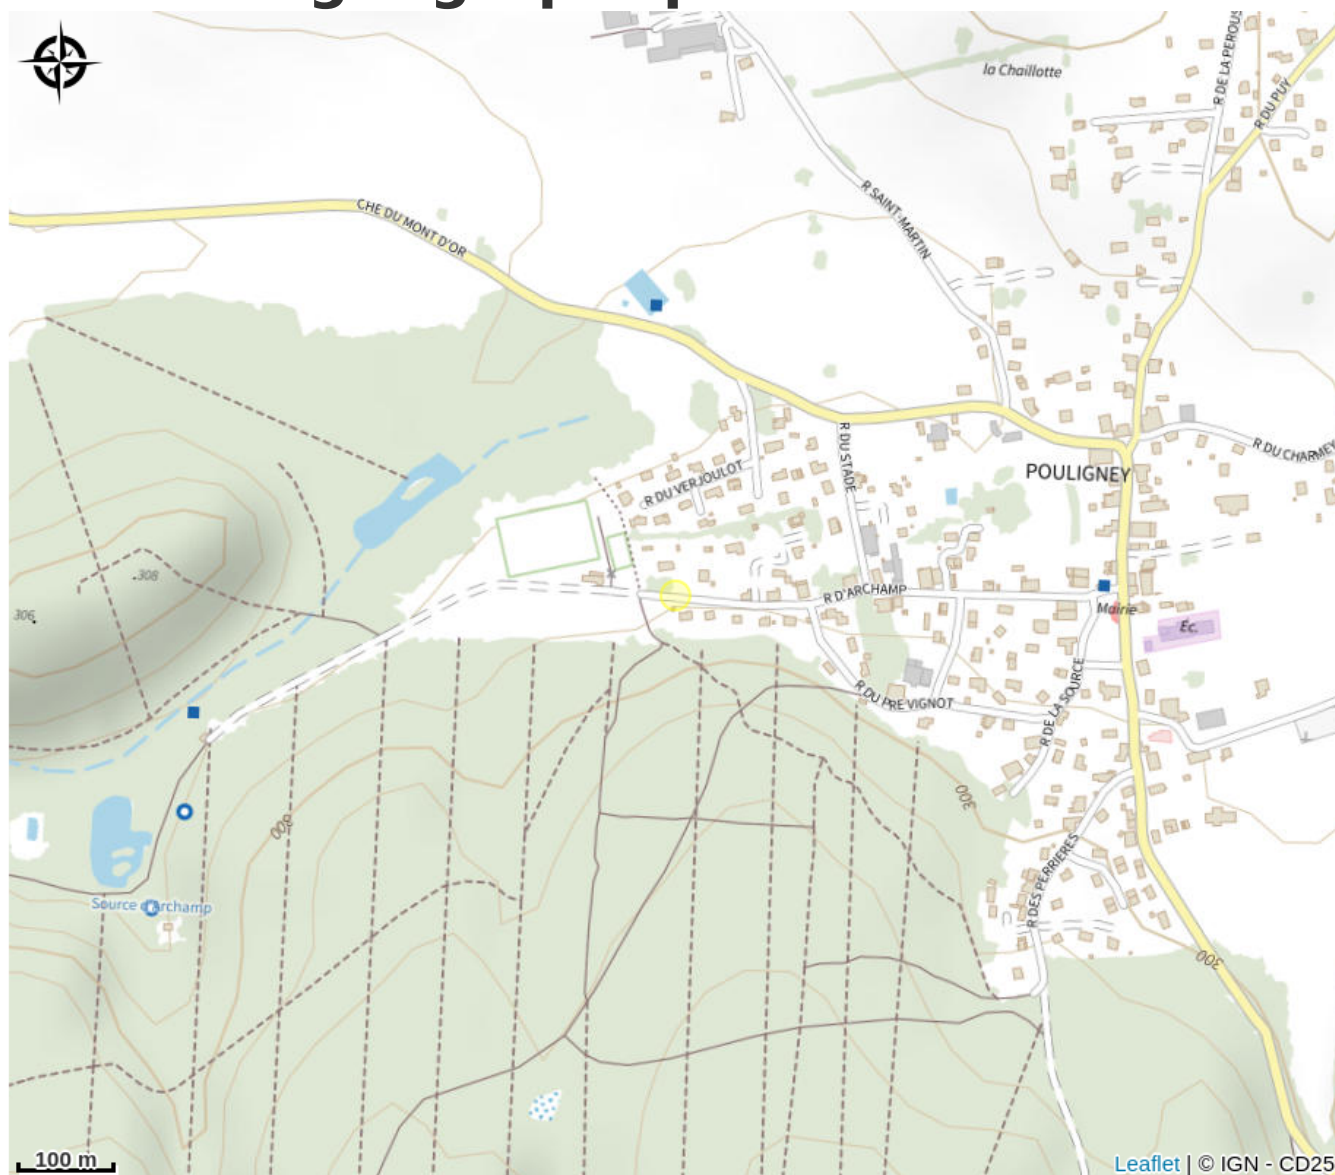 la Chaillotte
R DE LA PEROUS
R DU PUY
CHE DU MONT D'OR
R SAINT-MARTIN
R DU STADE
R DU VERJOULOT
POULIGNEY
R DU CHARMEY
308
306
R D'ARCHAMP
Mairie
Ec.
R DU PRE VIGNOT
R DE LA SOURCE
300
300
Source d'Archamp
R DES PERRIERES
300
100 m
Leaflet | © IGN - CD25